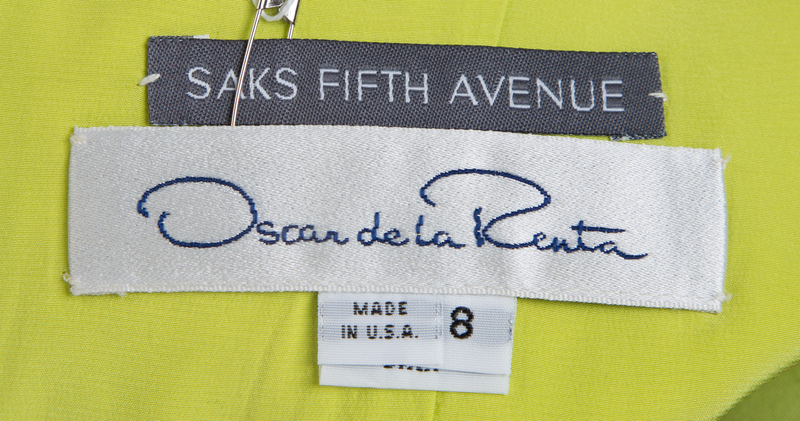 SAKS FIFTH AVENUE
Oscar de la Renta
MADE
IN U.S.A.
8